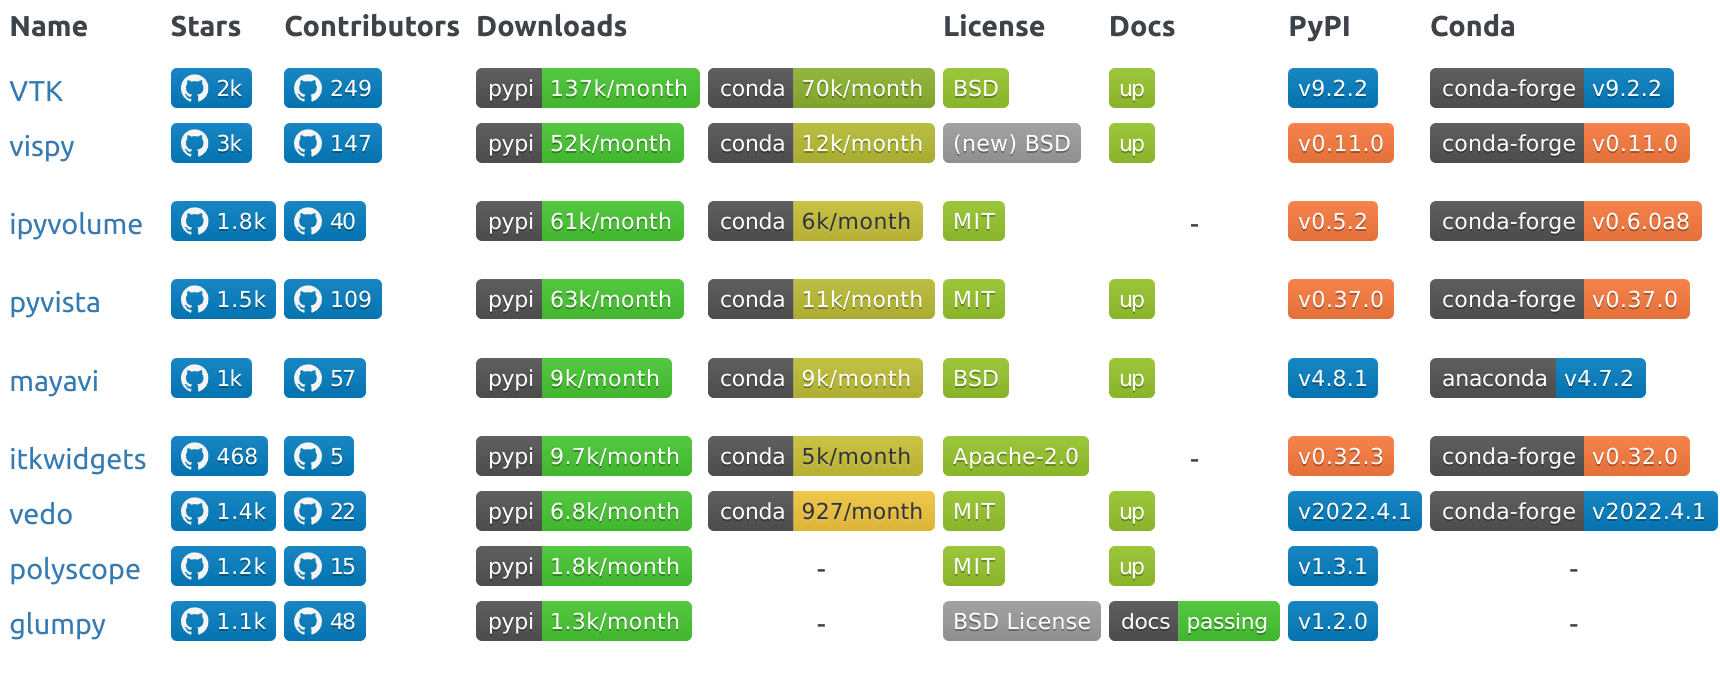 Name Stars Contributors Downloads License Docs PyPI Conda
VTK 2k 249 pypi 137k/month conda 70k/month BSD up v9.2.2 conda-forge v9.2.2
vispy 3k 147 pypi 52k/month conda 12k/month (new) BSD up v0.11.0 conda-forge v0.11.0
ipyvolume 1.8k 40 pypi 61k/month conda 6k/month MIT - v0.5.2 conda-forge v0.6.0a8
pyvista 1.5k 109 pypi 63k/month conda 11k/month MIT up v0.37.0 conda-forge v0.37.0
mayavi 1k 57 pypi 9k/month conda 9k/month BSD up v4.8.1 anaconda v4.7.2
itkwidgets 468 5 pypi 9.7k/month conda 5k/month Apache-2.0 - v0.32.3 conda-forge v0.32.0
vedo 1.4k 22 pypi 6.8k/month conda 927/month MIT up v2022.4.1 conda-forge v2022.4.1
polyscope 1.2k 15 pypi 1.8k/month - MIT up v1.3.1 -
glumpy 1.1k 48 pypi 1.3k/month - BSD License docs passing v1.2.0 -